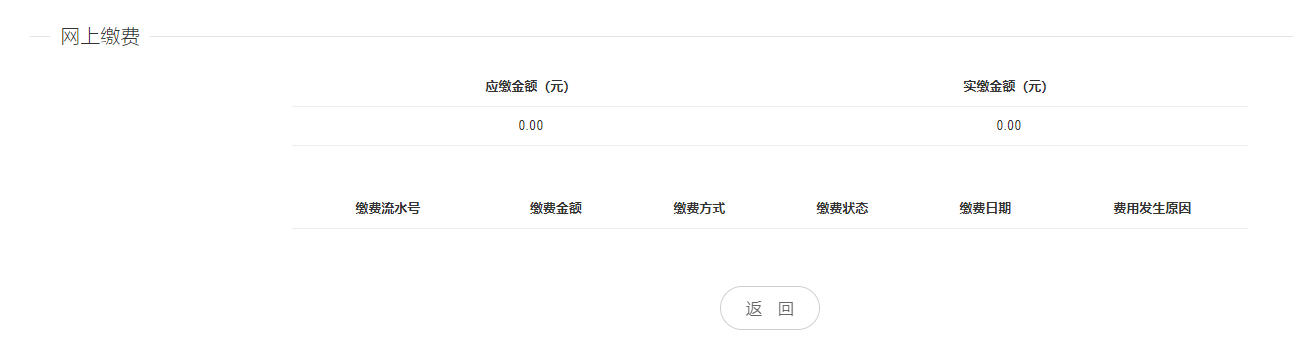 网上缴费
应缴金额（元） 实缴金额（元）
0.00 0.00
缴费流水号 缴费金额 缴费方式 缴费状态 缴费日期 费用发生原因
返 回